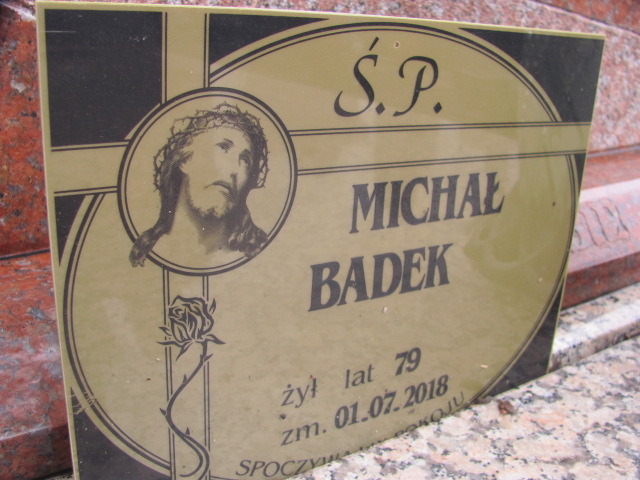 Ś.P.
MICHAŁ
BADEK
żył lat 79
zm. 01.07.2018